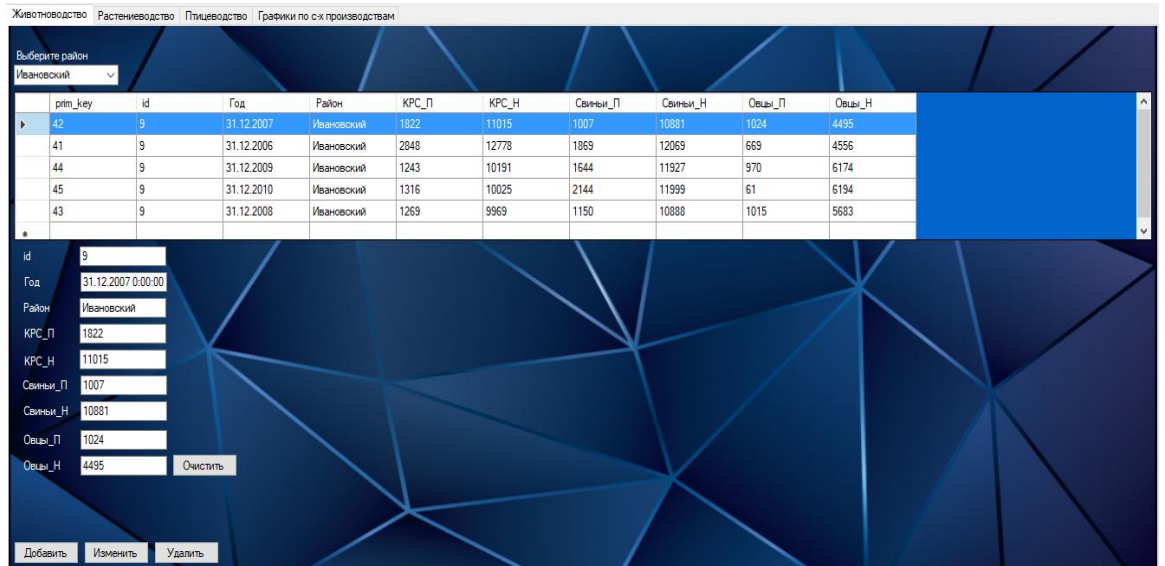 Животноводство Растениеводство Птицеводство Графики по с-х производствам
Выберите район
Ивановский
prim_key id Год Район КРС_П КРС_Н Свиньи_П Свиньи_Н Овцы_П Овцы_Н
42 9 31.12.2007 Ивановский 1822 11015 1007 10881 1024 4495
41 9 31.12.2006 Ивановский 2848 12778 1869 12069 669 4556
44 9 31.12.2009 Ивановский 1243 10191 1644 11927 970 6174
45 9 31.12.2010 Ивановский 1316 10025 2144 11999 61 6194
43 9 31.12.2008 Ивановский 1269 9969 1150 10888 1015 5683
id 9
Год 31.12.2007 0:00:00
Район Ивановский
КРС_П 1822
КРС_Н 11015
Свиньи_П 1007
Свиньи_Н 10881
Овцы_П 1024
Овцы_Н 4495 Очистить
Добавить Изменить Удалить